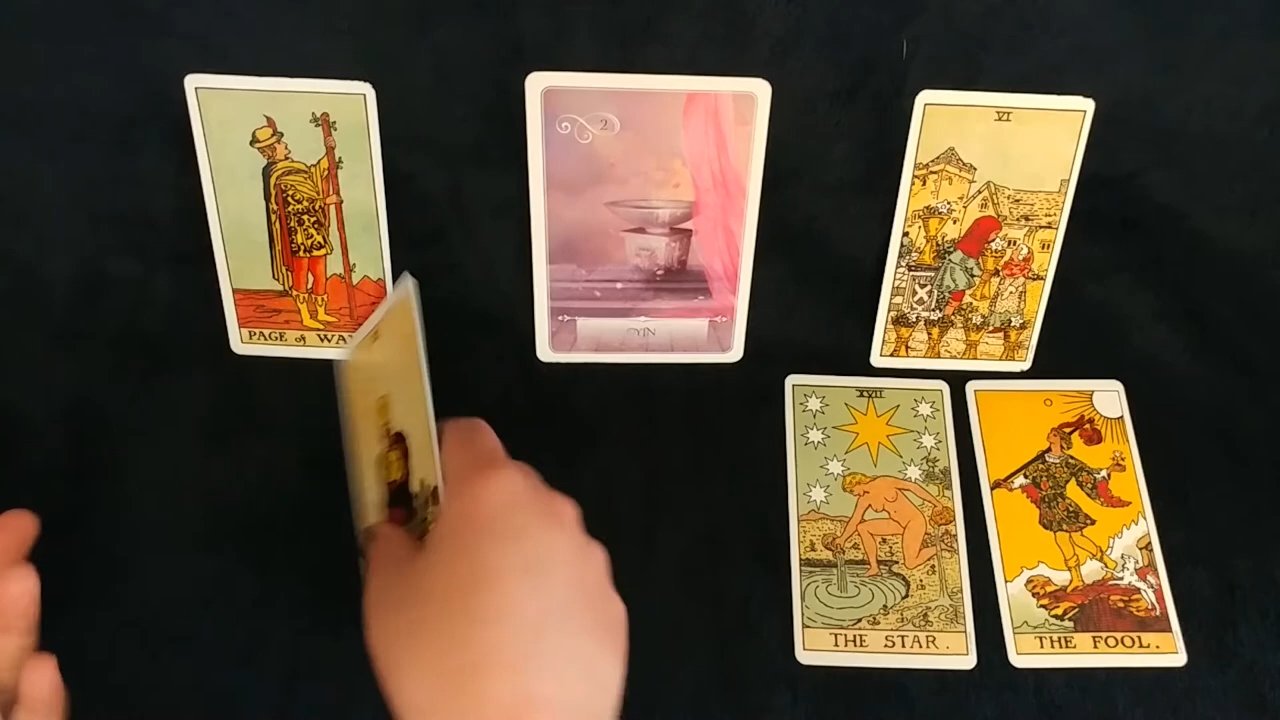 PAGE of WA
2
YIN
VI
XVII
THE STAR.
THE FOOL.